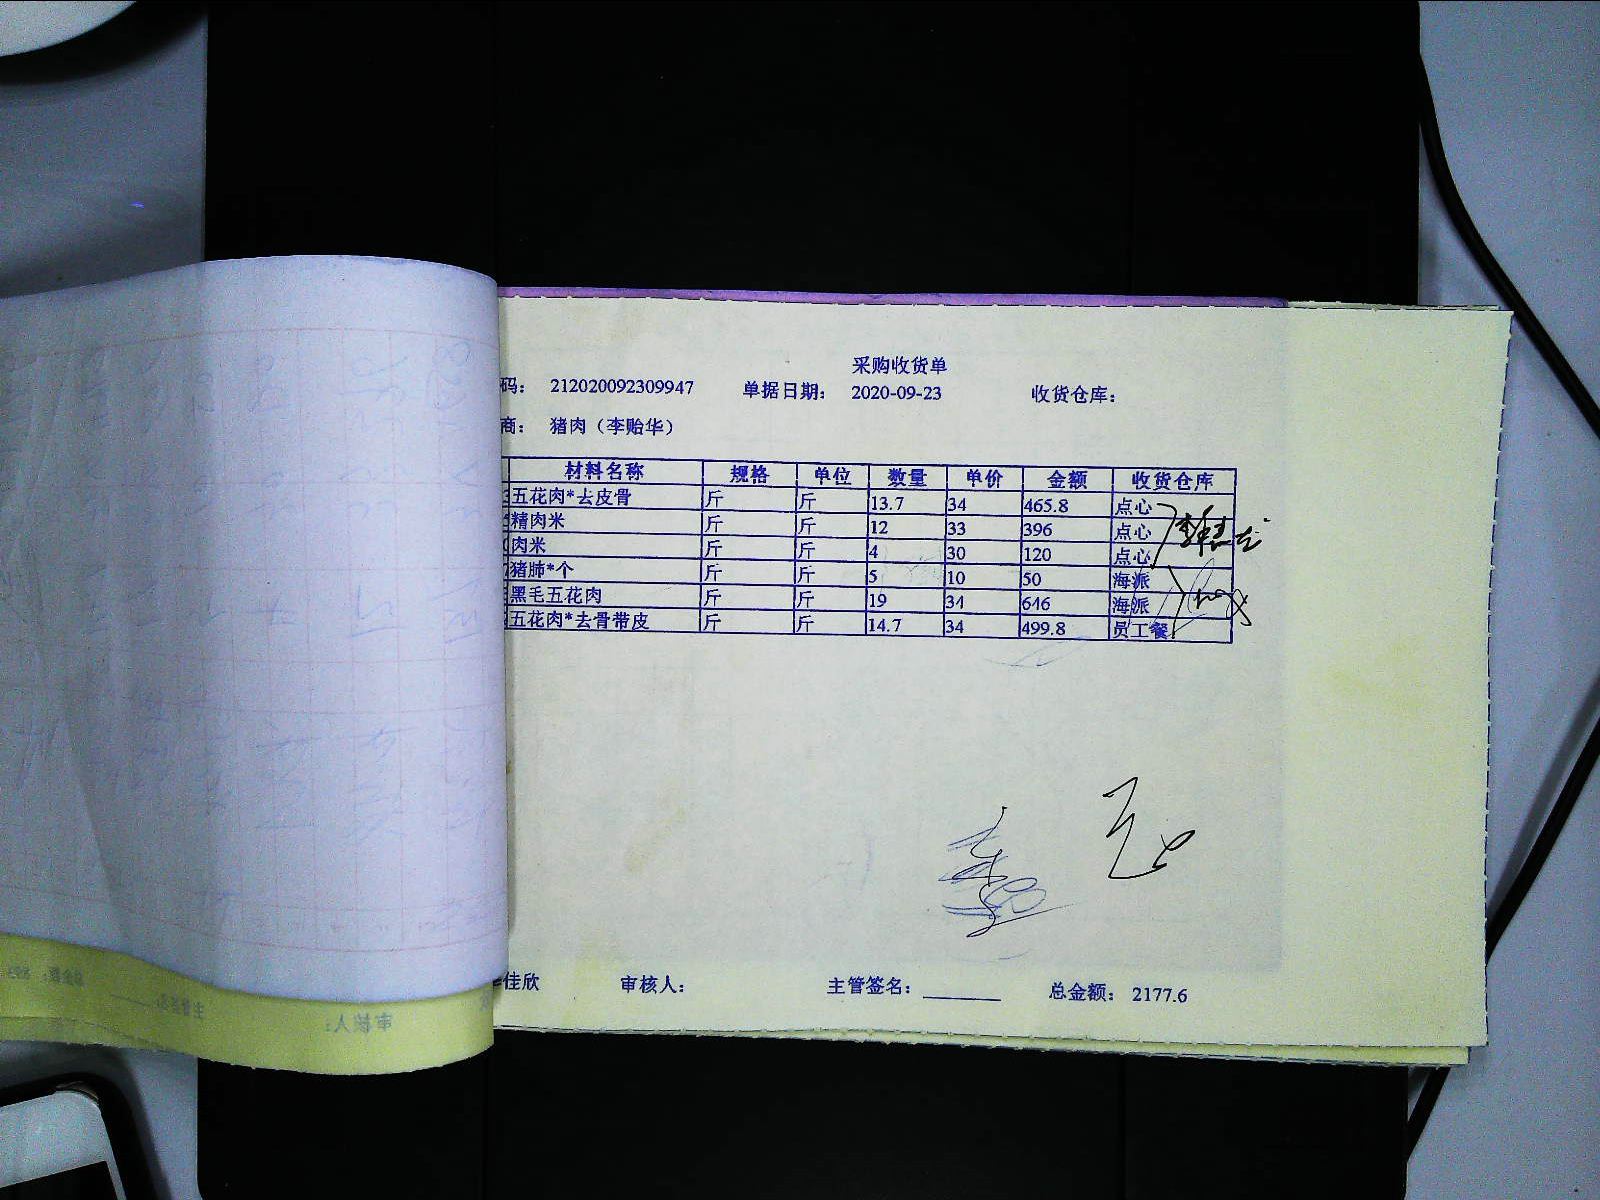 采购收货单
码： 212020092309947 单据日期： 2020-09-23 收货仓库：
商： 猪肉（李贻华）
材料名称 规格 单位 数量 单价 金额 收货仓库
五花肉*去皮骨 斤 斤 13.7 34 465.8 点心
精肉米 斤 斤 12 33 396 点心
肉米 斤 斤 4 30 120 点心
猪肺*个 斤 斤 5 10 50 海派
黑毛五花肉 斤 斤 19 34 646 海派
五花肉*去骨带皮 斤 斤 14.7 34 499.8 员工餐
佳欣 审核人： 主管签名： 总金额： 2177.6